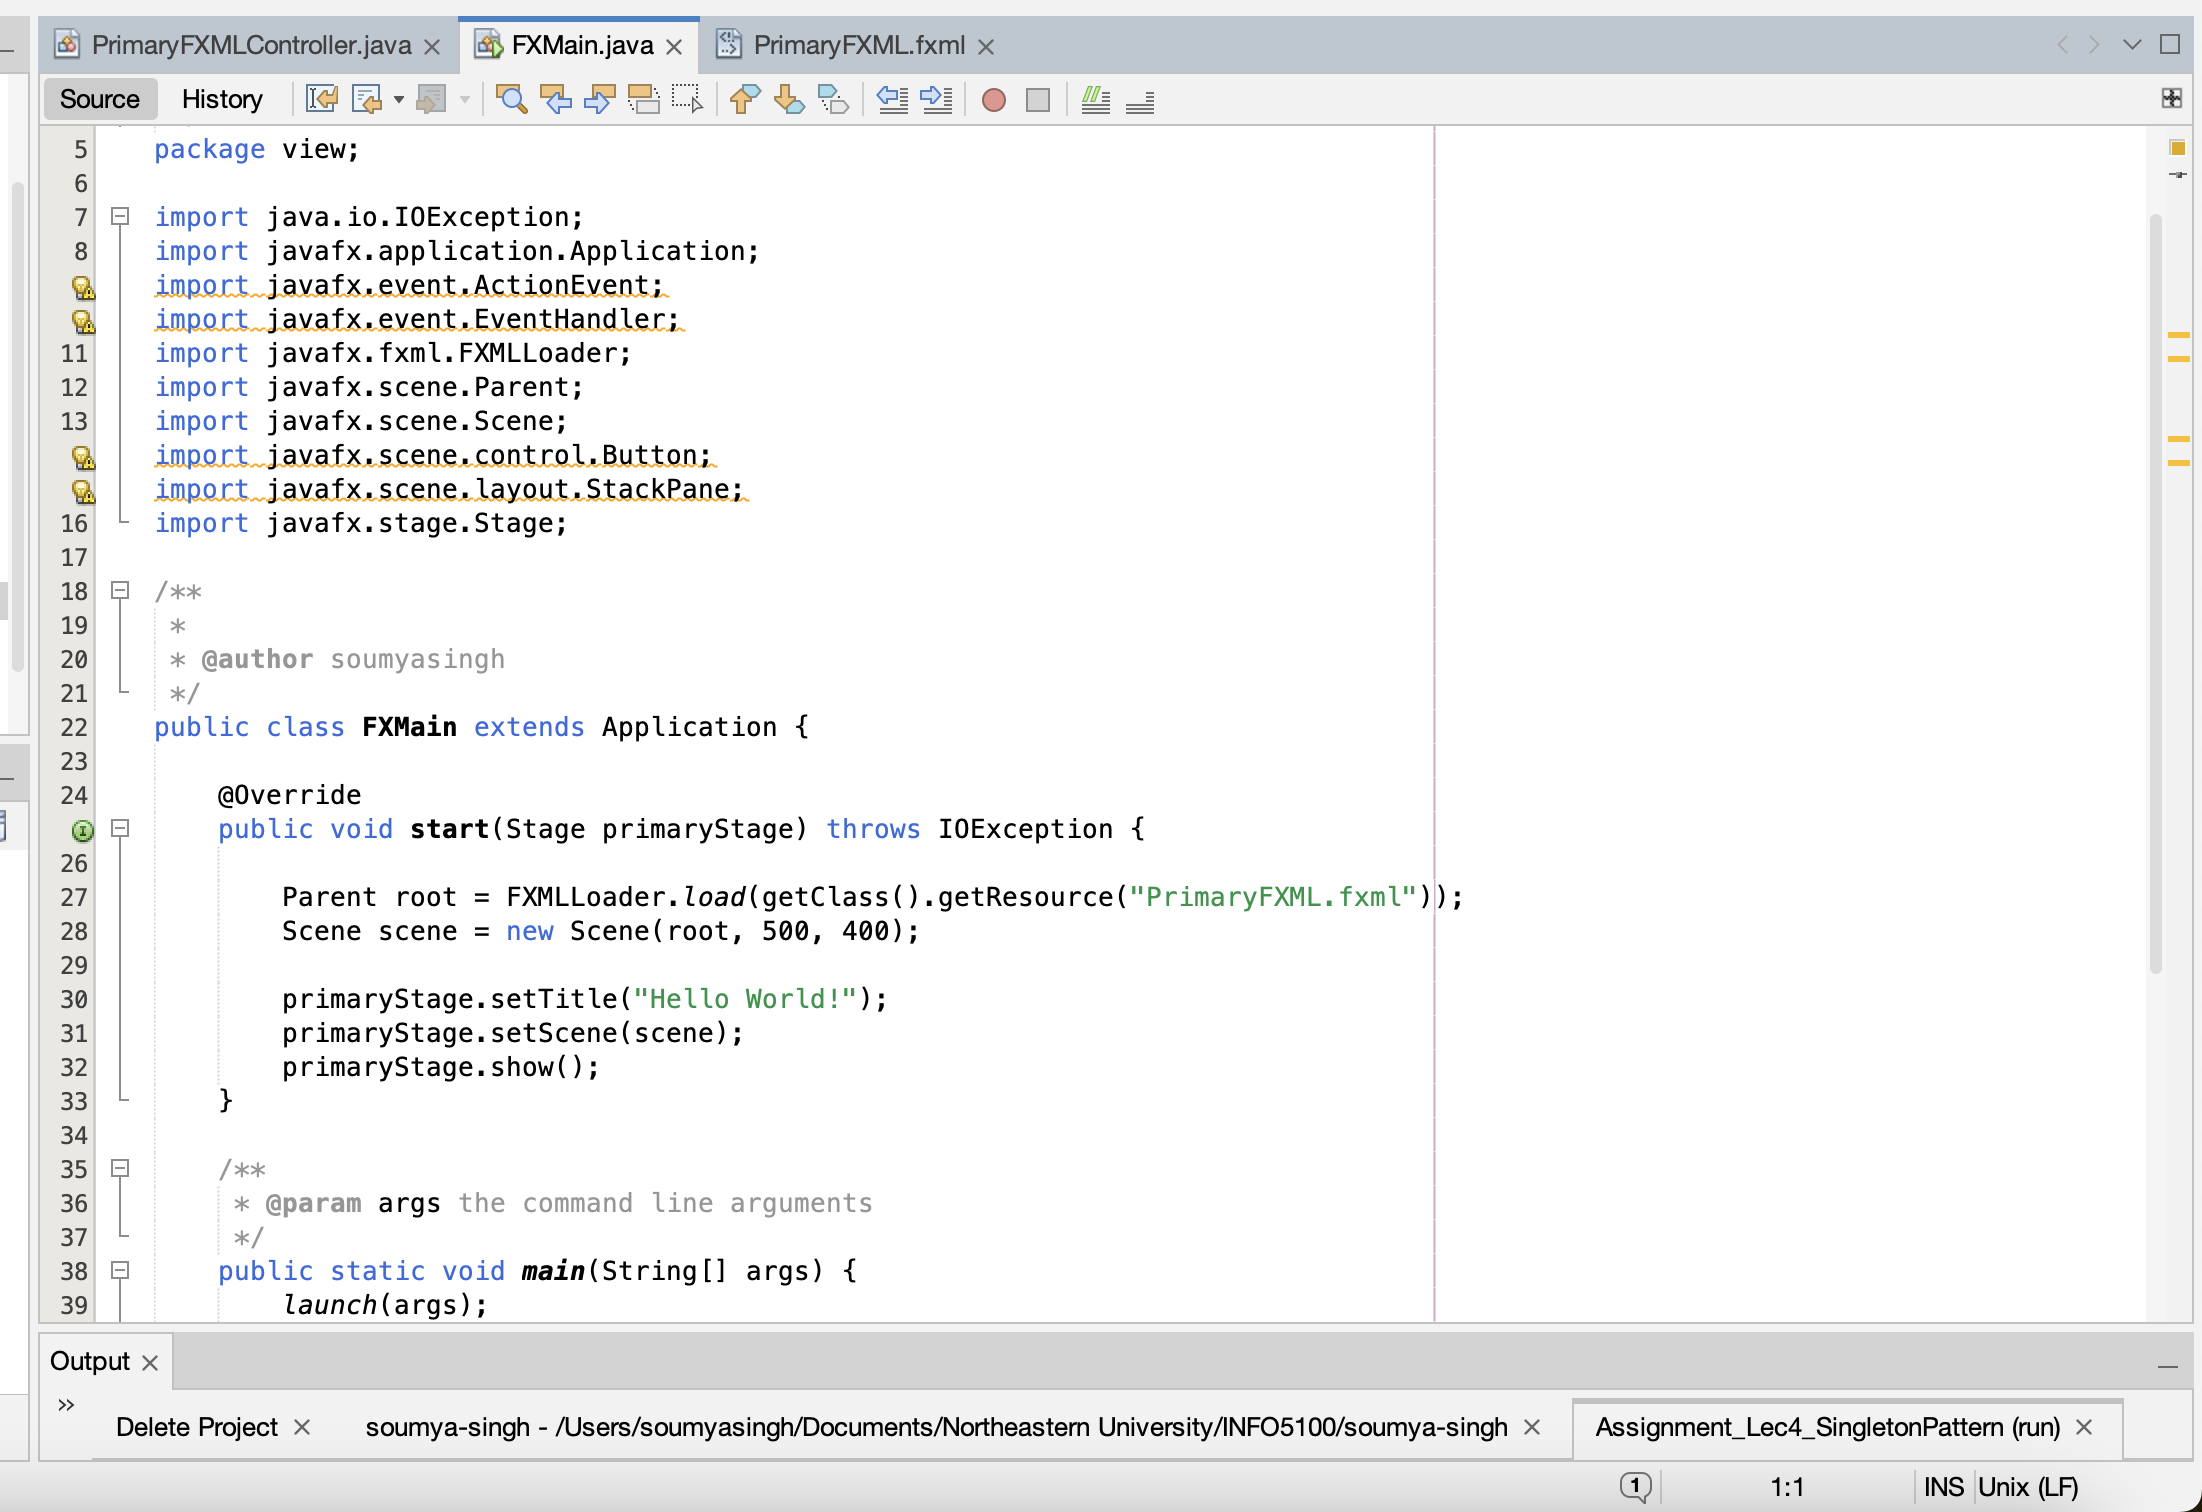 PrimaryFXMLController.java FXMain.java PrimaryFXML.fxml
Source History
5 package view;
6
7 import java.io.IOException;
8 import javafx.application.Application;
import javafx.event.ActionEvent;
import javafx.event.EventHandler;
11 import javafx.fxml.FXMLLoader;
12 import javafx.scene.Parent;
13 import javafx.scene.Scene;
import javafx.scene.control.Button;
import javafx.scene.layout.StackPane;
16 import javafx.stage.Stage;
17
18 /**
19 *
20 * @author soumyasingh
21 */
22 public class FXMain extends Application {
23
24 @Override
public void start(Stage primaryStage) throws IOException {
26
27 Parent root = FXMLLoader.load(getClass().getResource("PrimaryFXML.fxml"));
28 Scene scene = new Scene(root, 500, 400);
29
30 primaryStage.setTitle("Hello World!");
31 primaryStage.setScene(scene);
32 primaryStage.show();
33 }
34
35 /**
36 * @param args the command line arguments
37 */
38 public static void main(String[] args) {
39 launch(args);
Output
Delete Project soumya-singh - /Users/soumyasingh/Documents/Northeastern University/INFO5100/soumya-singh Assignment_Lec4_SingletonPattern (run)
1 1:1 INS Unix (LF)